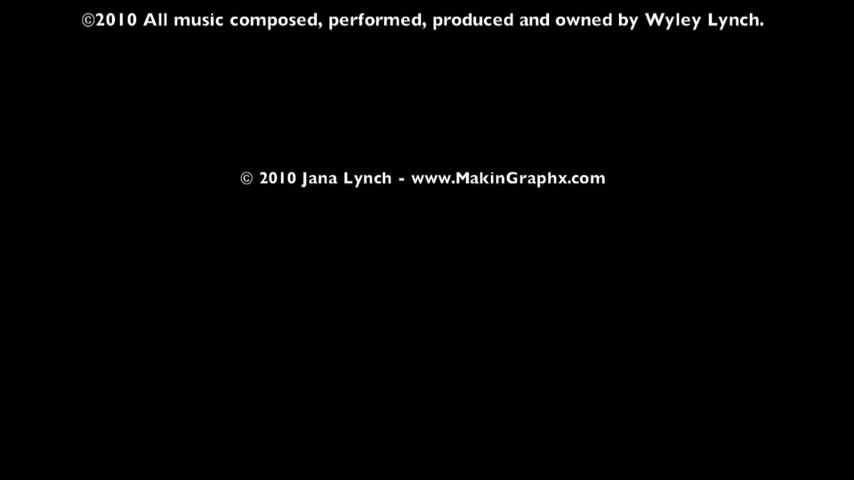 ©2010 All music composed, performed, produced and owned by Wyley Lynch.
© 2010 Jana Lynch - www.MakinGraphx.com